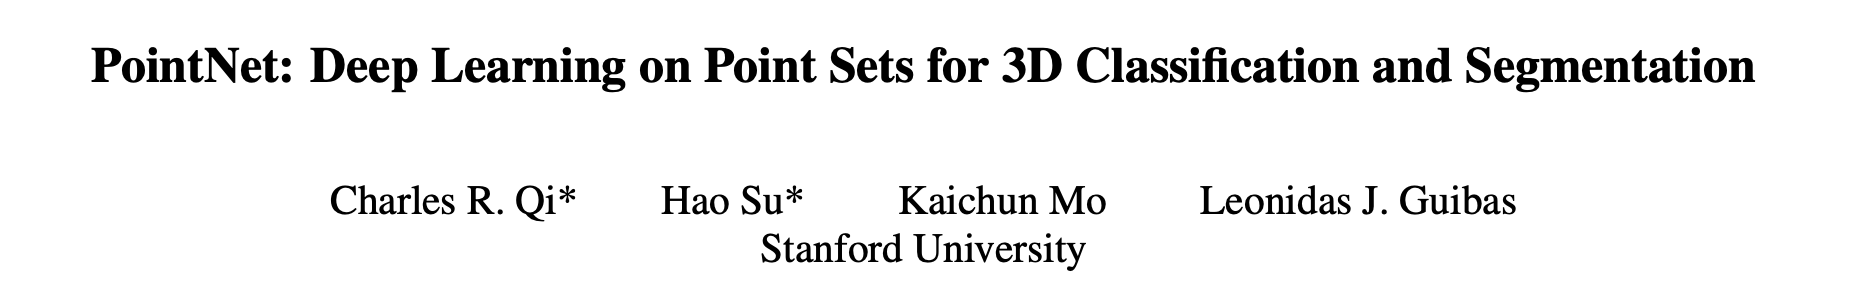 PointNet: Deep Learning on Point Sets for 3D Classification and Segmentation
Charles R. Qi* Hao Su* Kaichun Mo Leonidas J. Guibas
Stanford University